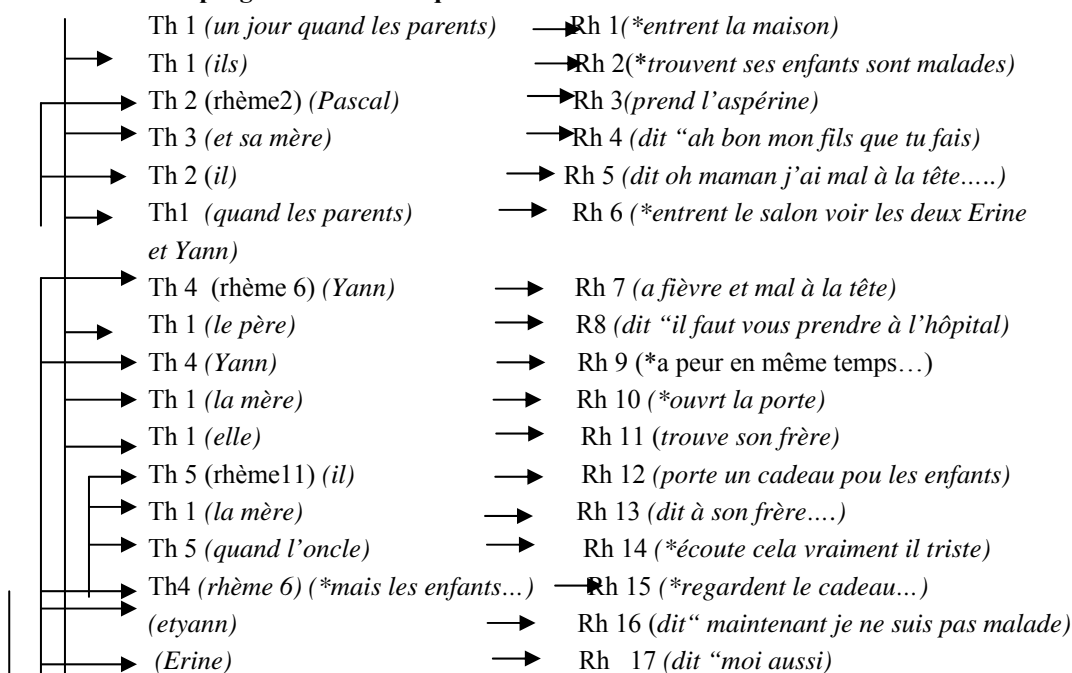 Th 1 (un jour quand les parents) Rh 1(*entrent la maison)
Th 1 (ils) Rh 2(*trouvent ses enfants sont malades)
Th 2 (rhème2) (Pascal) Rh 3(prend l'aspérine)
Th 3 (et sa mère) Rh 4 (dit “ah bon mon fils que tu fais)
Th 2 (il) Rh 5 (dit oh maman j'ai mal à la tête…..)
Th1 (quand les parents) Rh 6 (*entrent le salon voir les deux Erine
et Yann)
Th 4 (rhème 6) (Yann) Rh 7 (a fièvre et mal à la tête)
Th 1 (le père) R8 (dit “il faut vous prendre à l'hôpital)
Th 4 (Yann) Rh 9 (*a peur en même temps…)
Th 1 (la mère) Rh 10 (*ouvrt la porte)
Th 1 (elle) Rh 11 (trouve son frère)
Th 5 (rhème11) (il) Rh 12 (porte un cadeau pou les enfants)
Th 1 (la mère) Rh 13 (dit à son frère….)
Th 5 (quand l'oncle) Rh 14 (*écoute cela vraiment il triste)
Th4 (rhème 6) (*mais les enfants…) Rh 15 (*regardent le cadeau…)
(etyann) Rh 16 (dit“ maintenant je ne suis pas malade)
(Erine) Rh 17 (dit “moi aussi)